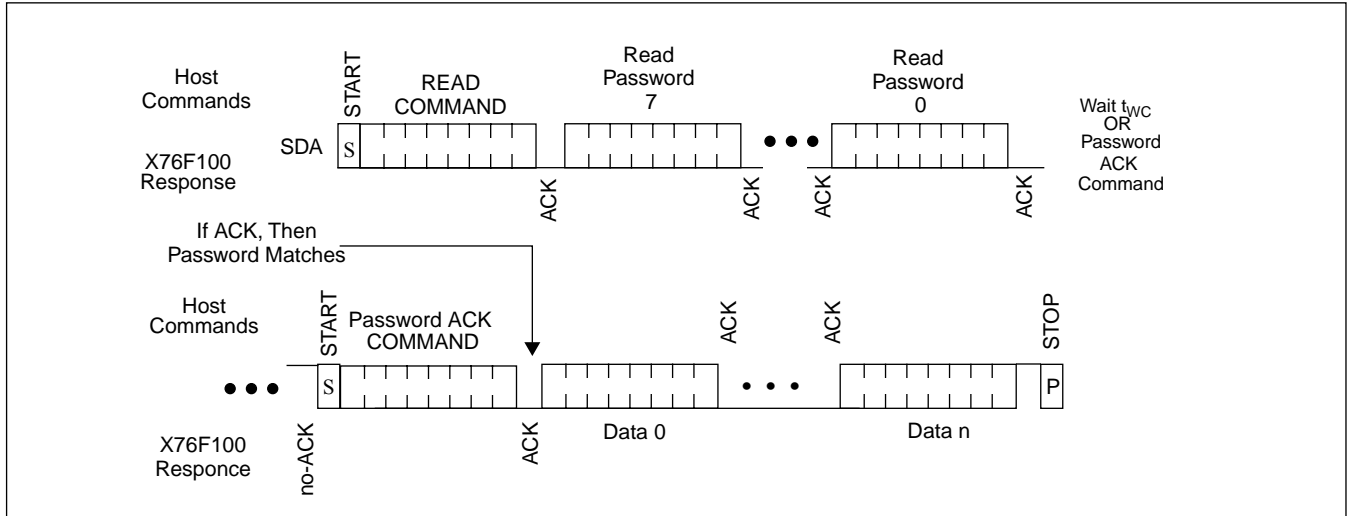 Host
Commands
START
READ
COMMAND
Read
Password
7
Read
Password
0
Wait tWC
OR
Password
ACK
Command
SDA
S
X76F100
Response
ACK
ACK
ACK
ACK
If ACK, Then
Password Matches
Host
Commands
START
Password ACK
COMMAND
ACK
ACK
STOP
S
P
X76F100
Responce
no-ACK
ACK
Data 0
Data n